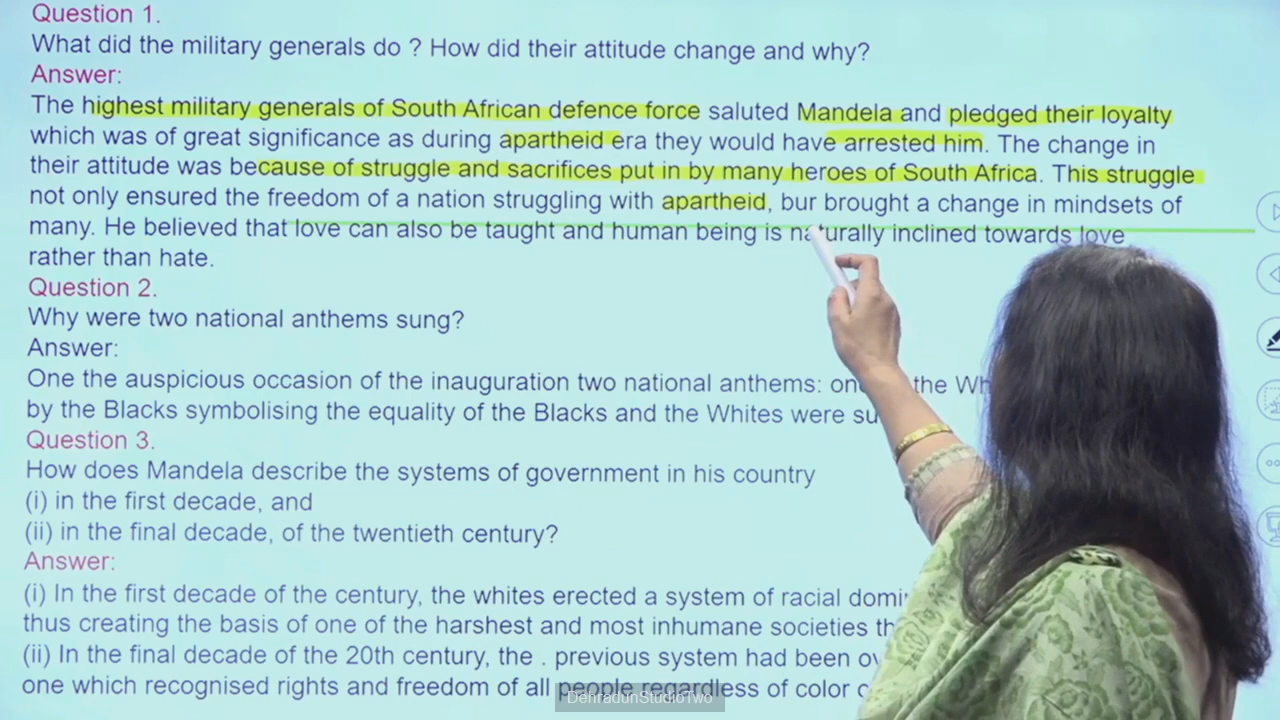 Question 1.
What did the military generals do ? How did their attitude change and why?
Answer:
The highest military generals of South African defence force saluted Mandela and pledged their loyalty
which was of great significance as during apartheid era they would have arrested him. The change in
their attitude was because of struggle and sacrifices put in by many heroes of South Africa. This struggle
not only ensured the freedom of a nation struggling with apartheid, bur brought a change in mindsets of
many. He believed that love can also be taught and human being is naturally inclined towards love
rather than hate.
Question 2.
Why were two national anthems sung?
Answer:
One the auspicious occasion of the inauguration two national anthems: the
by the Blacks symbolising the equality of the Blacks and the Whites were
Question 3.
How does Mandela describe the systems of government in his country
(i) in the first decade, and
(ii) in the final decade, of the twentieth century?
Answer:
(i) In the first decade of the century, the whites erected a system of racial
thus creating the basis of one of the harshest and most inhumane societies
(ii) In the final decade of the 20th century, the . previous system had been
one which recognised rights and freedom of all people regardless of color
DehradunStudioTwo